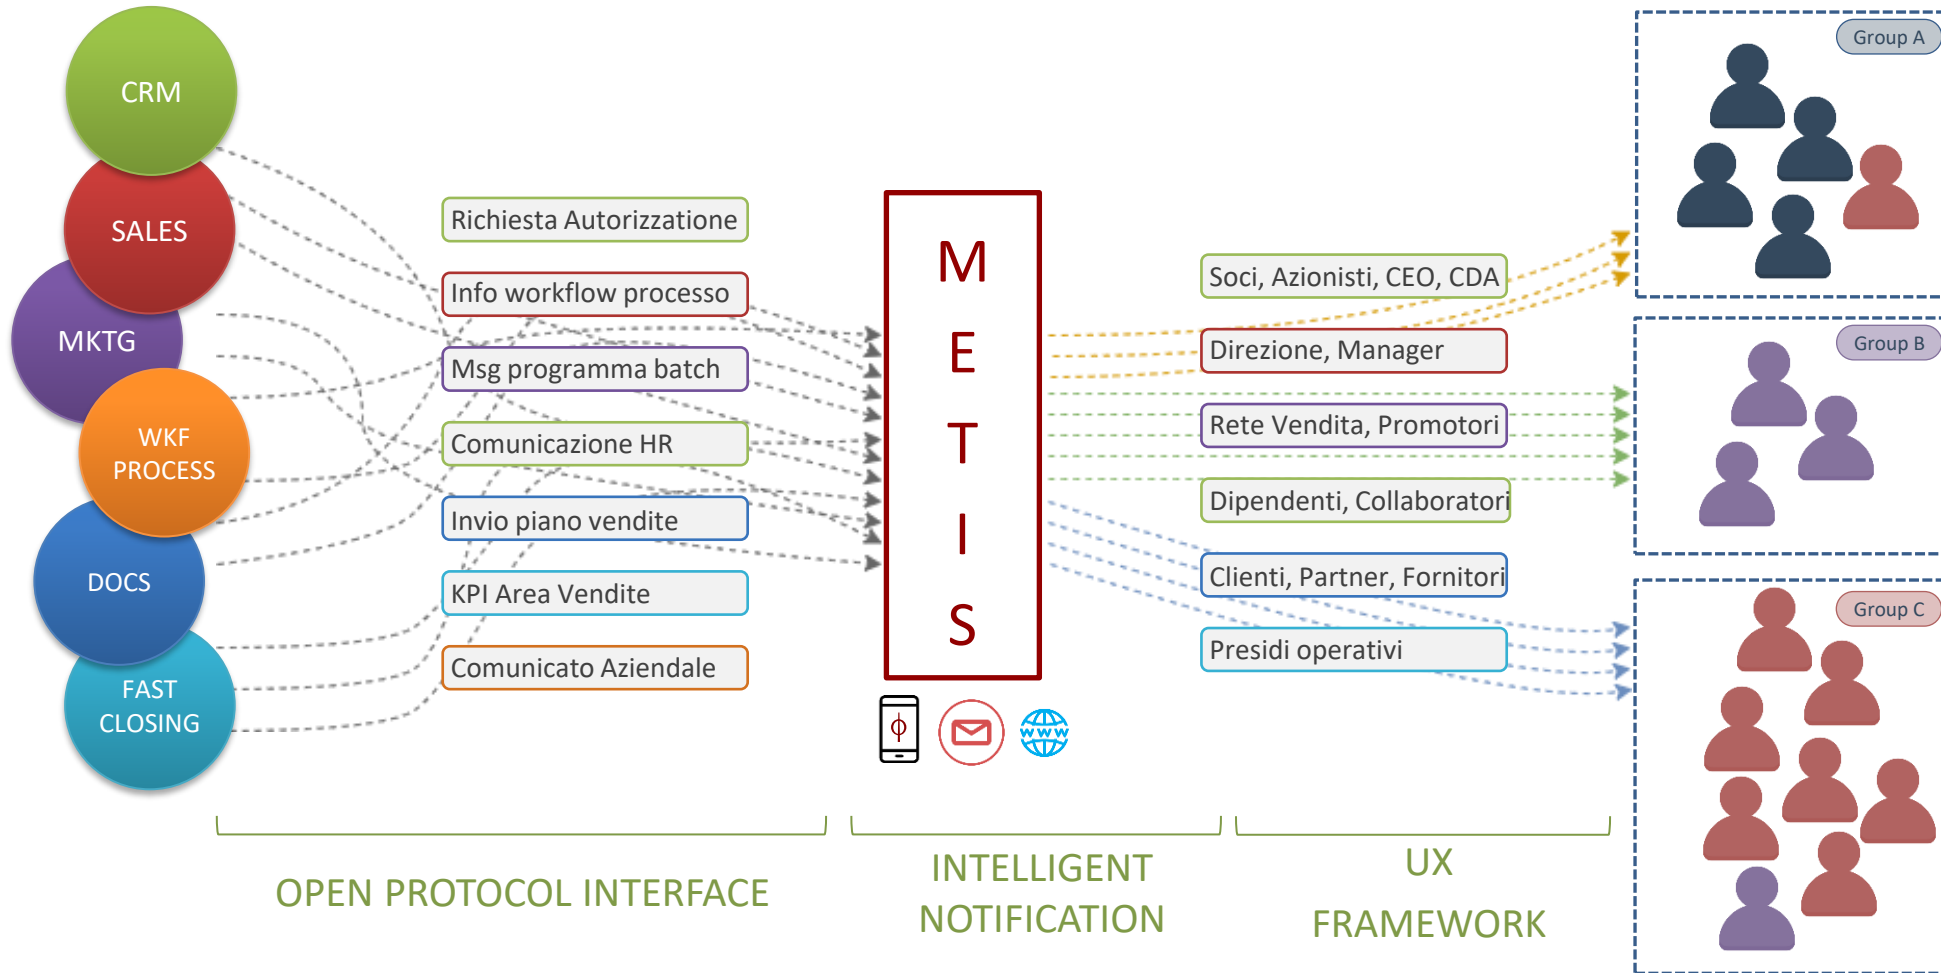 CRM
SALES
MKTG
WKF
PROCESS
DOCS
FAST
CLOSING
Richiesta Autorizzatione
Info workflow processo
Msg programma batch
Comunicazione HR
Invio piano vendite
KPI Area Vendite
Comunicato Aziendale
M
E
T
I
S
WWW
Soci, Azionisti, CEO, CDA
Direzione, Manager
Rete Vendita, Promotori
Dipendenti, Collaboratori
Clienti, Partner, Fornitori
Presidi operativi
Group A
Group B
Group C
OPEN PROTOCOL INTERFACE
INTELLIGENT
NOTIFICATION
UX
FRAMEWORK